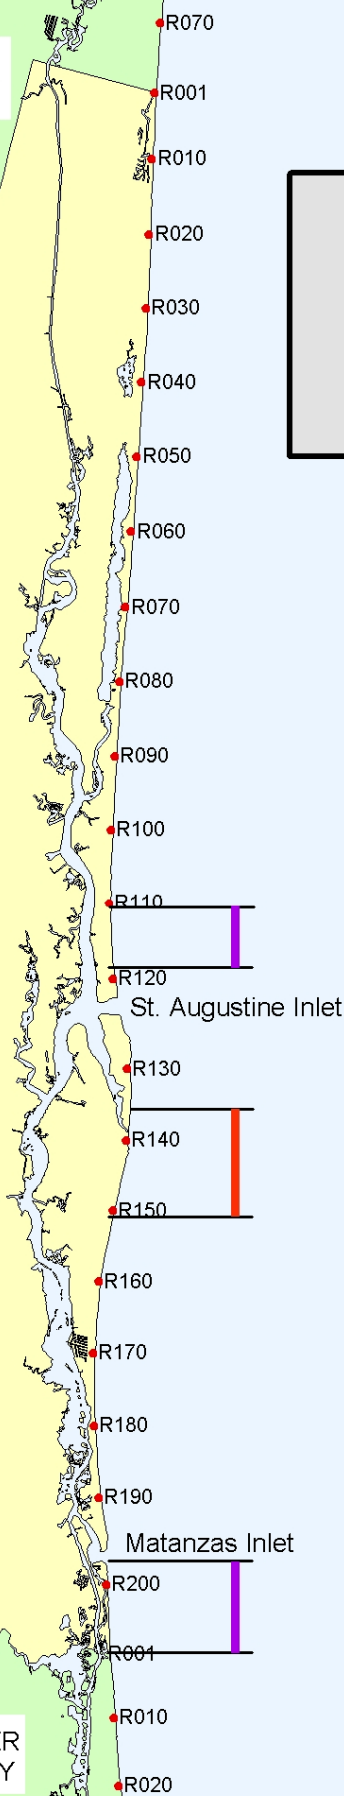 R070
R001
R010
R020
R030
R040
R050
R060
R070
R080
R090
R100
R110
R120
St. Augustine Inlet
R130
R140
R150
R160
R170
R180
R190
Matanzas Inlet
R200
R001
R010
ER
Y
R020